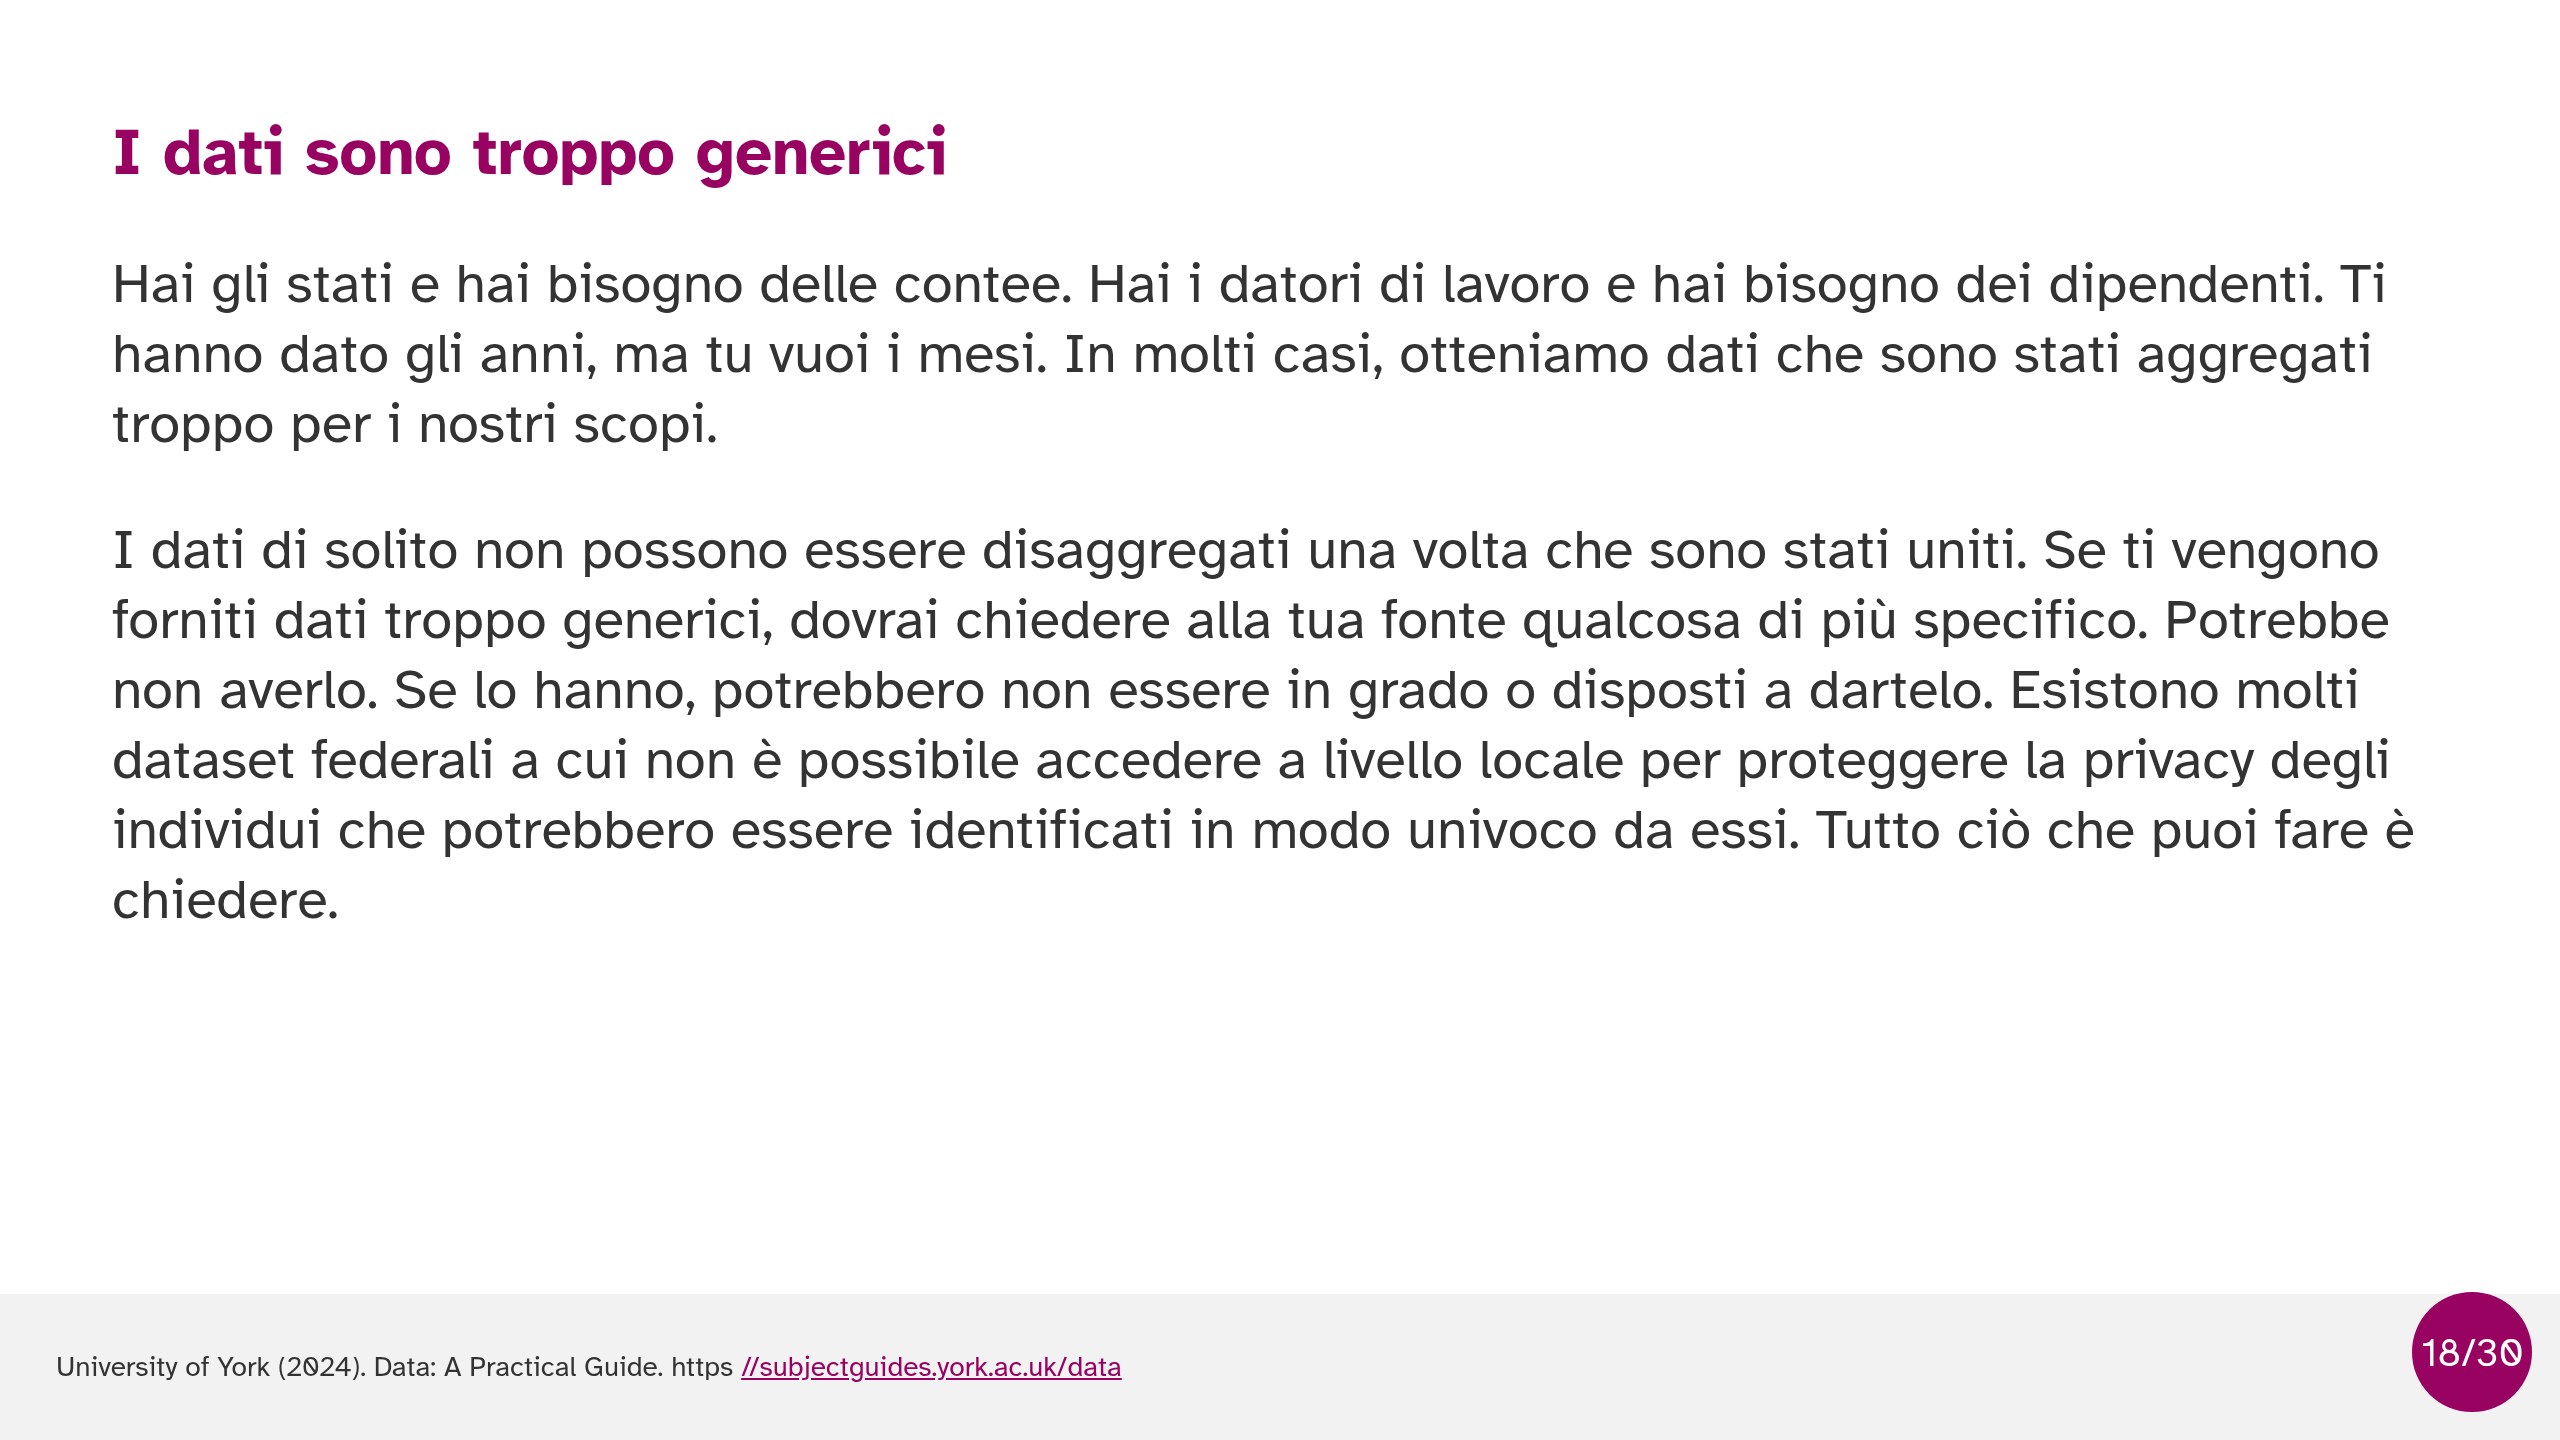 I dati sono troppo generici
Hai gli stati e hai bisogno delle contee. Hai i datori di lavoro e hai bisogno dei dipendenti. Ti
hanno dato gli anni, ma tu vuoi i mesi. In molti casi, otteniamo dati che sono stati aggregati
troppo per i nostri scopi.
I dati di solito non possono essere disaggregati una volta che sono stati uniti. Se ti vengono
forniti dati troppo generici, dovrai chiedere alla tua fonte qualcosa di più specifico. Potrebbe
non averlo. Se lo hanno, potrebbero non essere in grado o disposti a dartelo. Esistono molti
dataset federali a cui non è possibile accedere a livello locale per proteggere la privacy degli
individui che potrebbero essere identificati in modo univoco da essi. Tutto ciò che puoi fare è
chiedere.
University of York (2024). Data: A Practical Guide. https //subjectguides.york.ac.uk/data
18/30